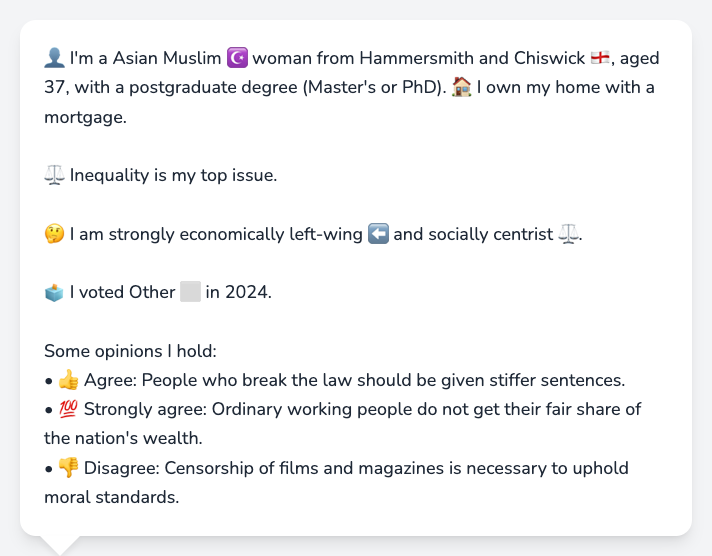 👤 I'm a Asian Muslim ☪️ woman from Hammersmith and Chiswick 🏴󠁧󠁢󠁥󠁮󠁧󠁿, aged
37, with a postgraduate degree (Master's or PhD). 🏠 I own my home with a
mortgage.
⚖️ Inequality is my top issue.
🤔 I am strongly economically left-wing ⬅️ and socially centrist ⚖️.
🗳️ I voted Other ⬜ in 2024.
Some opinions I hold:
• 👍 Agree: People who break the law should be given stiffer sentences.
• 💯 Strongly agree: Ordinary working people do not get their fair share of
the nation's wealth.
• 👎 Disagree: Censorship of films and magazines is necessary to uphold
moral standards.